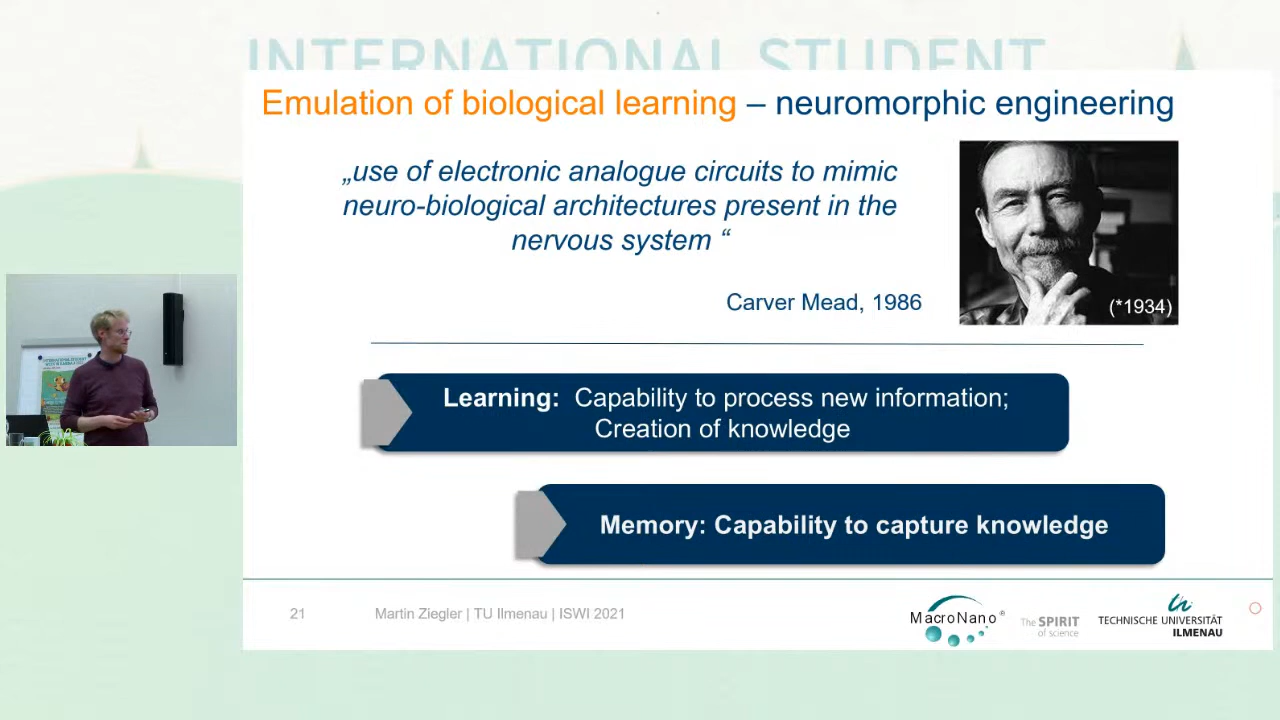 INTERNATIONAL STUDENT
Emulation of biological learning – neuromorphic engineering
„use of electronic analogue circuits to mimic
neuro-biological architectures present in the
nervous system “
Carver Mead, 1986
(*1934)
Learning: Capability to process new information;
Creation of knowledge
Memory: Capability to capture knowledge
21 Martin Ziegler | TU Ilmenau | ISWI 2021
MacroNano®
The SPIRIT
of science
TECHNISCHE UNIVERSITÄT
ILMENAU
INTERNATIONAL STUDENT